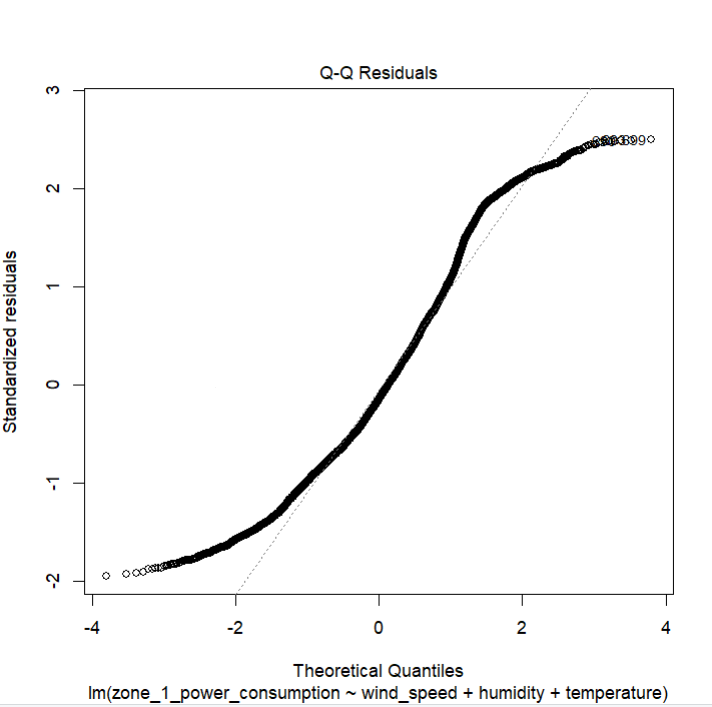 Q-Q Residuals
Standardized residuals
3
2
1
0
-1
-2
-4
-2
0
2
4
Theoretical Quantiles
lm(zone_1_power_consumption ~ wind_speed + humidity + temperature)